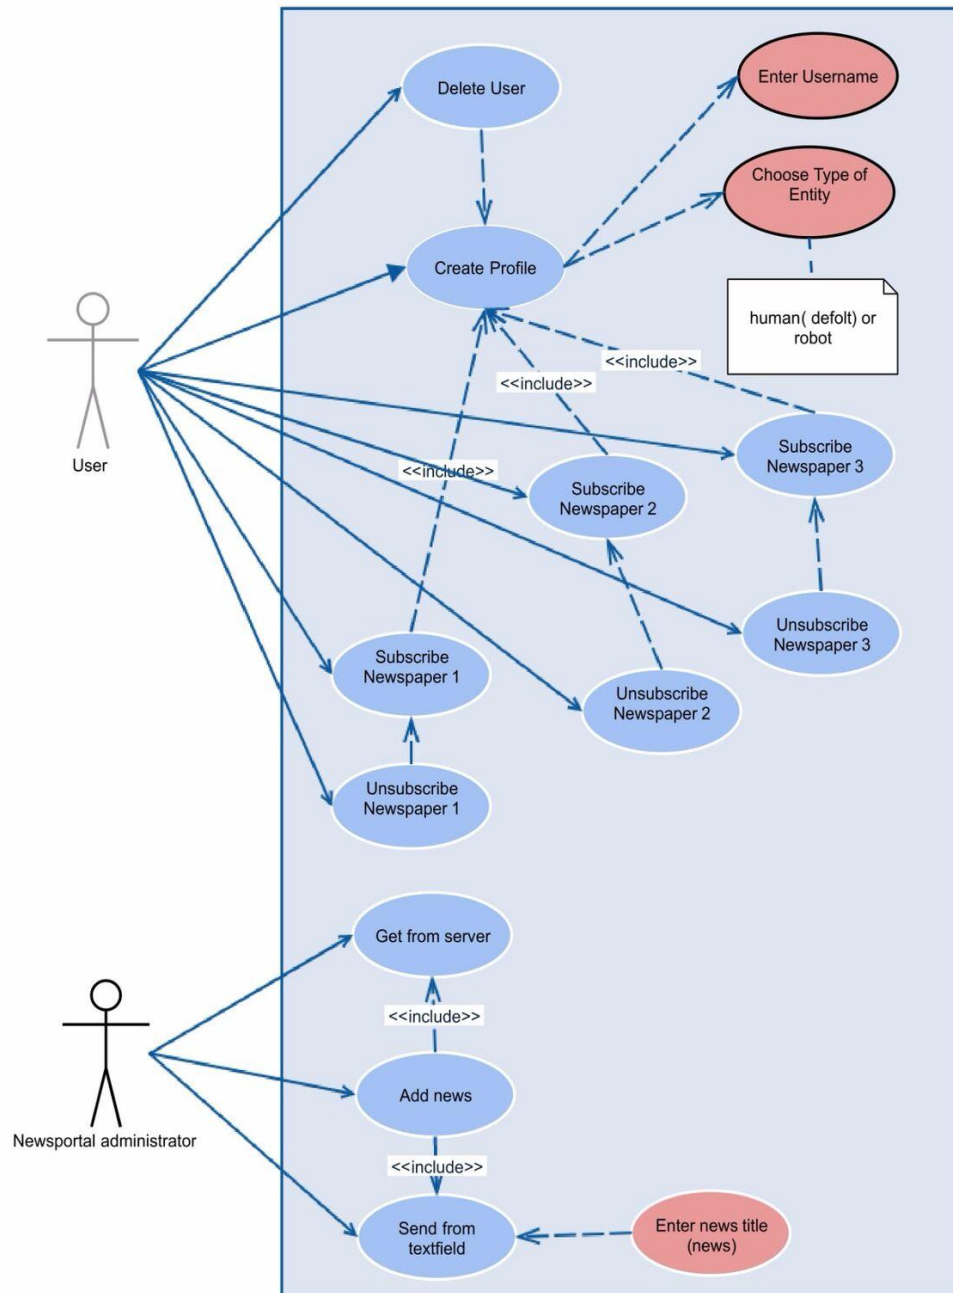 Delete User
Enter Username
Choose Type of
Entity
Create Profile
human( defolt) or
robot
<<include>>
<<include>>
<<include>>
User
Subscribe
Newspaper 3
Subscribe
Newspaper 2
Unsubscribe
Newspaper 3
Subscribe
Newspaper 1
Unsubscribe
Newspaper 2
Unsubscribe
Newspaper 1
Get from server
<<include>>
Add news
Newsportal administrator
<<include>>
Send from
textfield
Enter news title
(news)